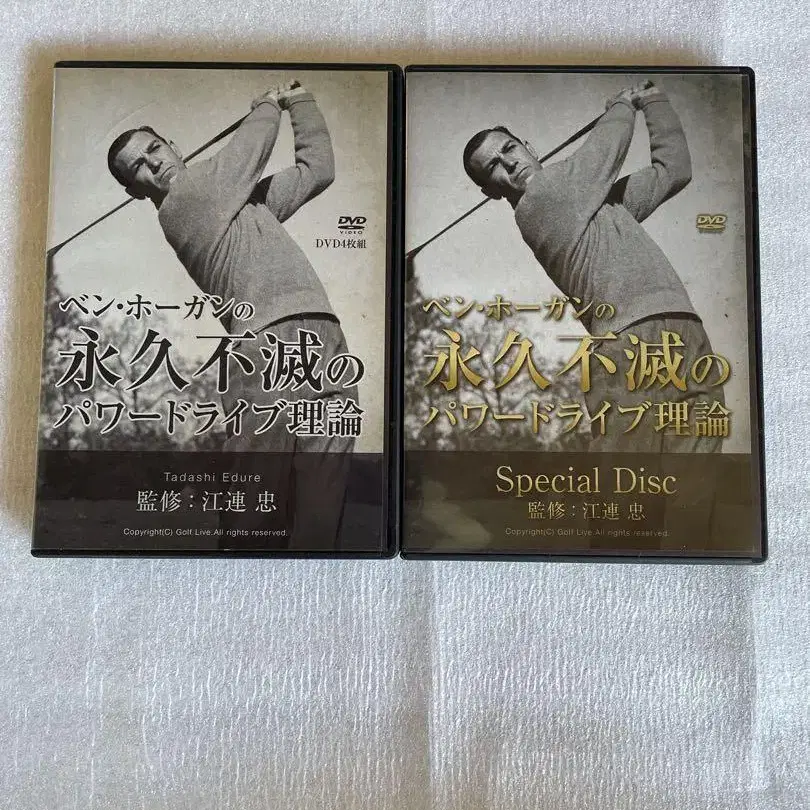 DVD
VIDEO
DVD4枚組
ベン・ホーガンの
永久不滅の
パワードライブ理論
Tadashi Edure
監修:江連 忠
Copyright(C) Golf Live.All rights reserved.
DVD
ベン・ホーガンの
永久不滅の
パワードライブ理論
Special Disc
監修:江連 忠
Copyright(C) Golf Live.All rights reserved.